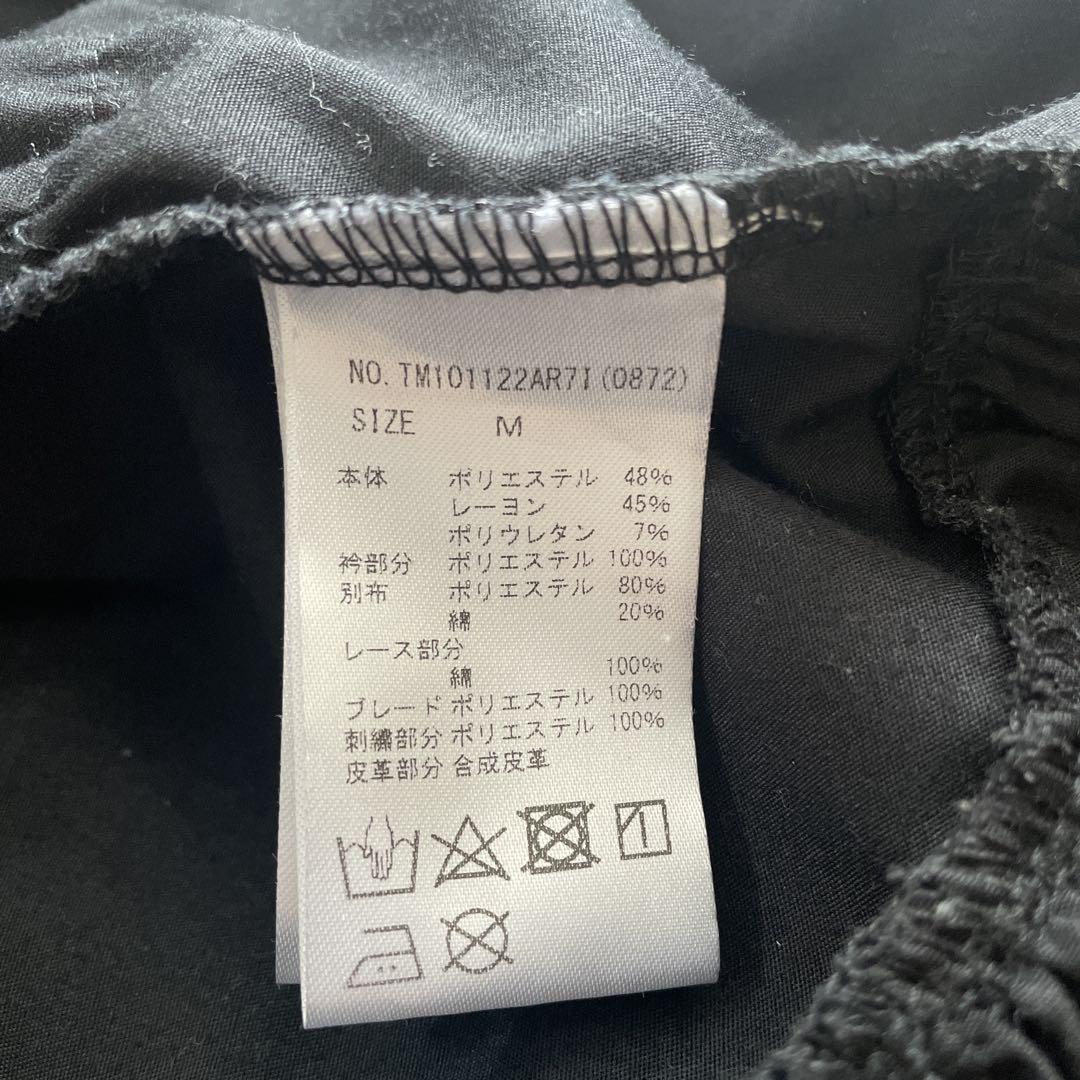 NO. TM101122AR7I (0872)
SIZE M
本体 ポリエステル 48%
レーヨン 45%
ポリウレタン 7%
衿部分 ポリエステル 100%
別布 ポリエステル 80%
綿 20%
レース部分
綿 100%
ブレード ポリエステル 100%
刺繍部分 ポリエステル 100%
皮革部分 合成皮革